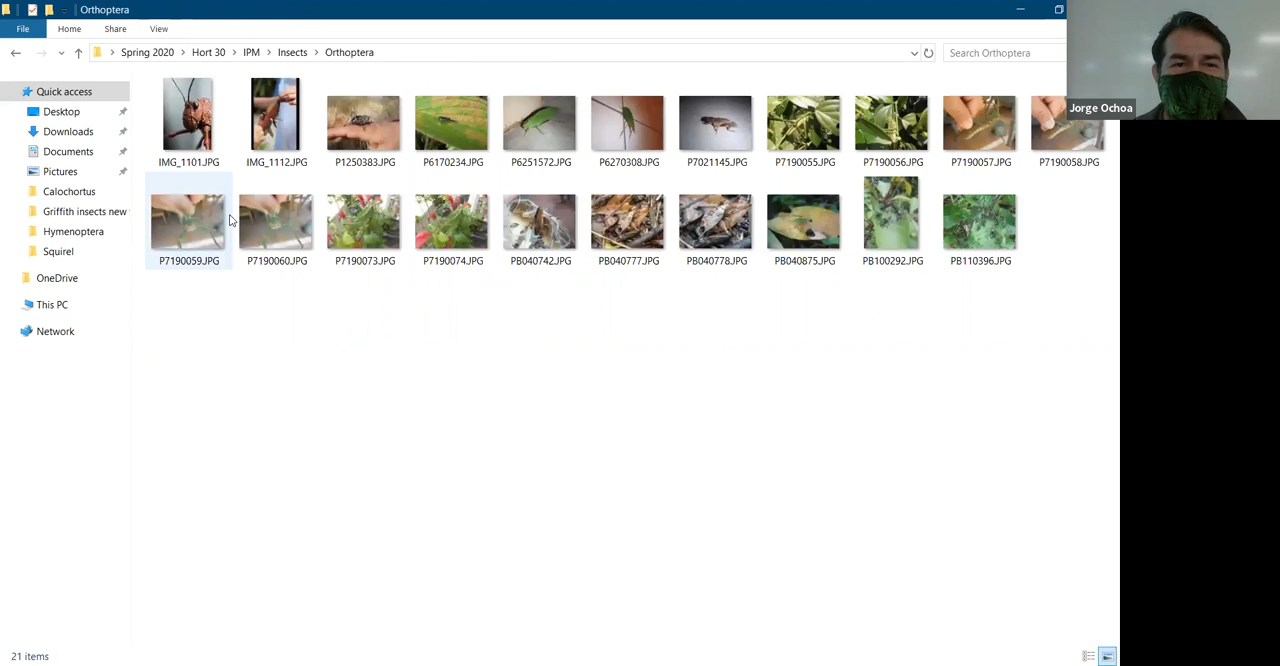 Orthoptera
File Home Share View
Spring 2020 Hort 30 IPM Insects Orthoptera
Search Orthoptera
Jorge Ochoa
Quick access
Desktop
Downloads
Documents
Pictures
Calochortus
Griffith insects new
Hymenoptera
Squirel
OneDrive
This PC
Network
IMG_1101.JPG IMG_1112.JPG P1250383.JPG P6170234.JPG P6251572.JPG P6270308.JPG P7021145.JPG P7190055.JPG P7190056.JPG P7190057.JPG P7190058.JPG
P7190059.JPG P7190060.JPG P7190073.JPG P7190074.JPG PB040742.JPG PB040777.JPG PB040778.JPG PB040875.JPG PB100292.JPG PB110396.JPG
21 items